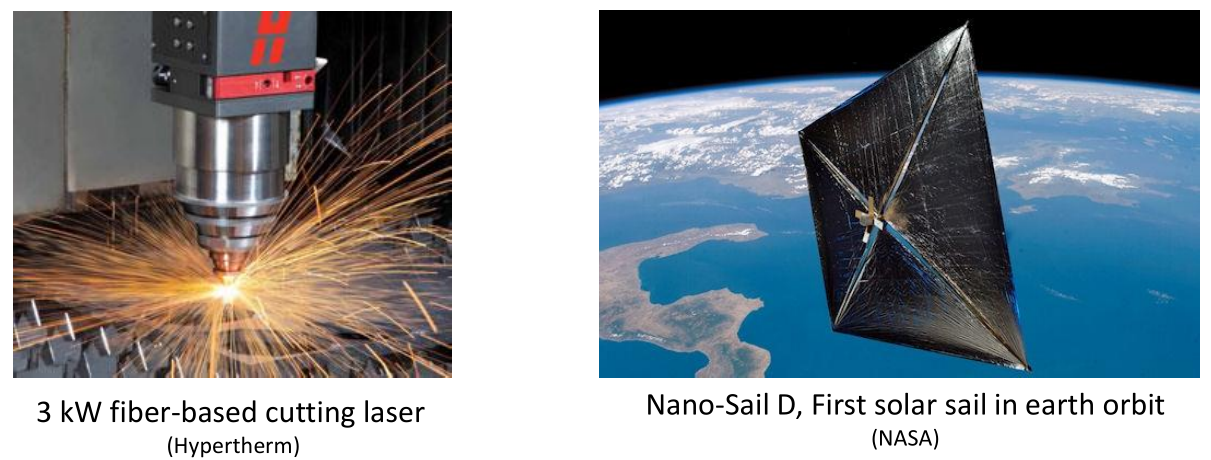 3 kW fiber-based cutting laser
(Hypertherm)
Nano-Sail D, First solar sail in earth orbit
(NASA)